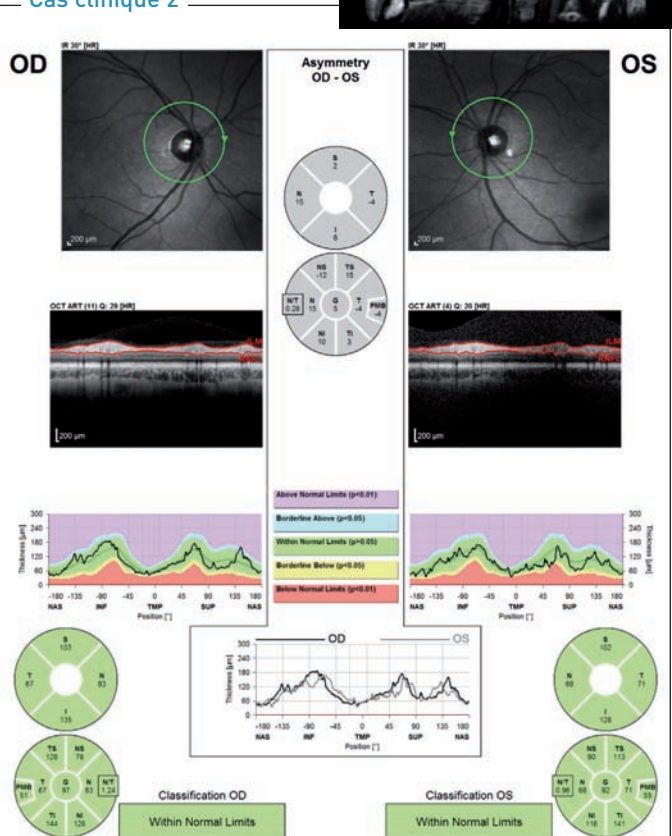 Cas clinique 2
OD
IR 30° [HR]
200 µm
Asymmetry
OD - OS
IR 30° [HR]
OS
200 µm
S
2
N
15
T
-4
I
6
NS
-12
TS
15
N/T
0.28
N
15
G
5
T
-4
PMB
-4
NI
10
TI
3
OCT ART (11) Q: 29 [HR]
ILM
200 µm
OCT ART (4) Q: 20 [HR]
ILM
RNFL
200 µm
Above Normal Limits (p<0.01)
Borderline Above (p<0.05)
Within Normal Limits (p>0.05)
Borderline Below (p<0.05)
Below Normal Limits (p<0.01)
Thickness [µm]
300
240
180
120
60
0
-180 -135 -90 -45 0 45 90 135 180
NAS INF TMP SUP NAS
Position [°]
300
240
180
120
60
0
Thickness [µm]
-180 -135 -90 -45 0 45 90 135 180
NAS INF TMP SUP NAS
Position [°]
OD OS
Thickness [µm]
300
240
180
120
60
0
-180 -135 -90 -45 0 45 90 135 180
NAS INF TMP SUP NAS
Position [°]
S
103
T
67
N
83
I
135
TS
128
NS
78
PMB
51
T
67
G
97
N
83
N/T
1.24
TI
144
NI
126
Classification OD
Within Normal Limits
S
102
N
68
T
71
I
128
NS
90
TS
113
N/T
0.96
N
68
G
92
T
71
PMB
55
NI
116
TI
141
Classification OS
Within Normal Limits